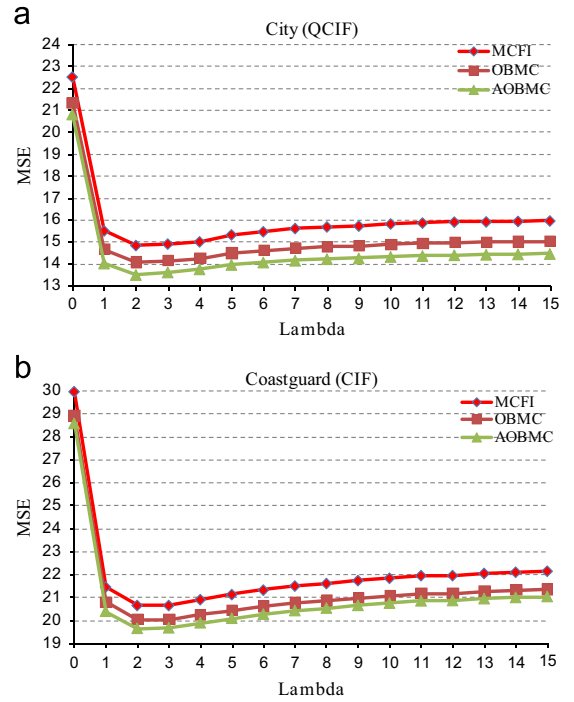 a
City (QCIF)
24
23
22
21
20
19
18
17
16
15
14
13
MSE
MCFI
OBMC
AOBMC
0 1 2 3 4 5 6 7 8 9 10 11 12 13 14 15
Lambda
b
Coastguard (CIF)
30
29
28
27
26
25
24
23
22
21
20
19
MSE
MCFI
OBMC
AOBMC
0 1 2 3 4 5 6 7 8 9 10 11 12 13 14 15
Lambda